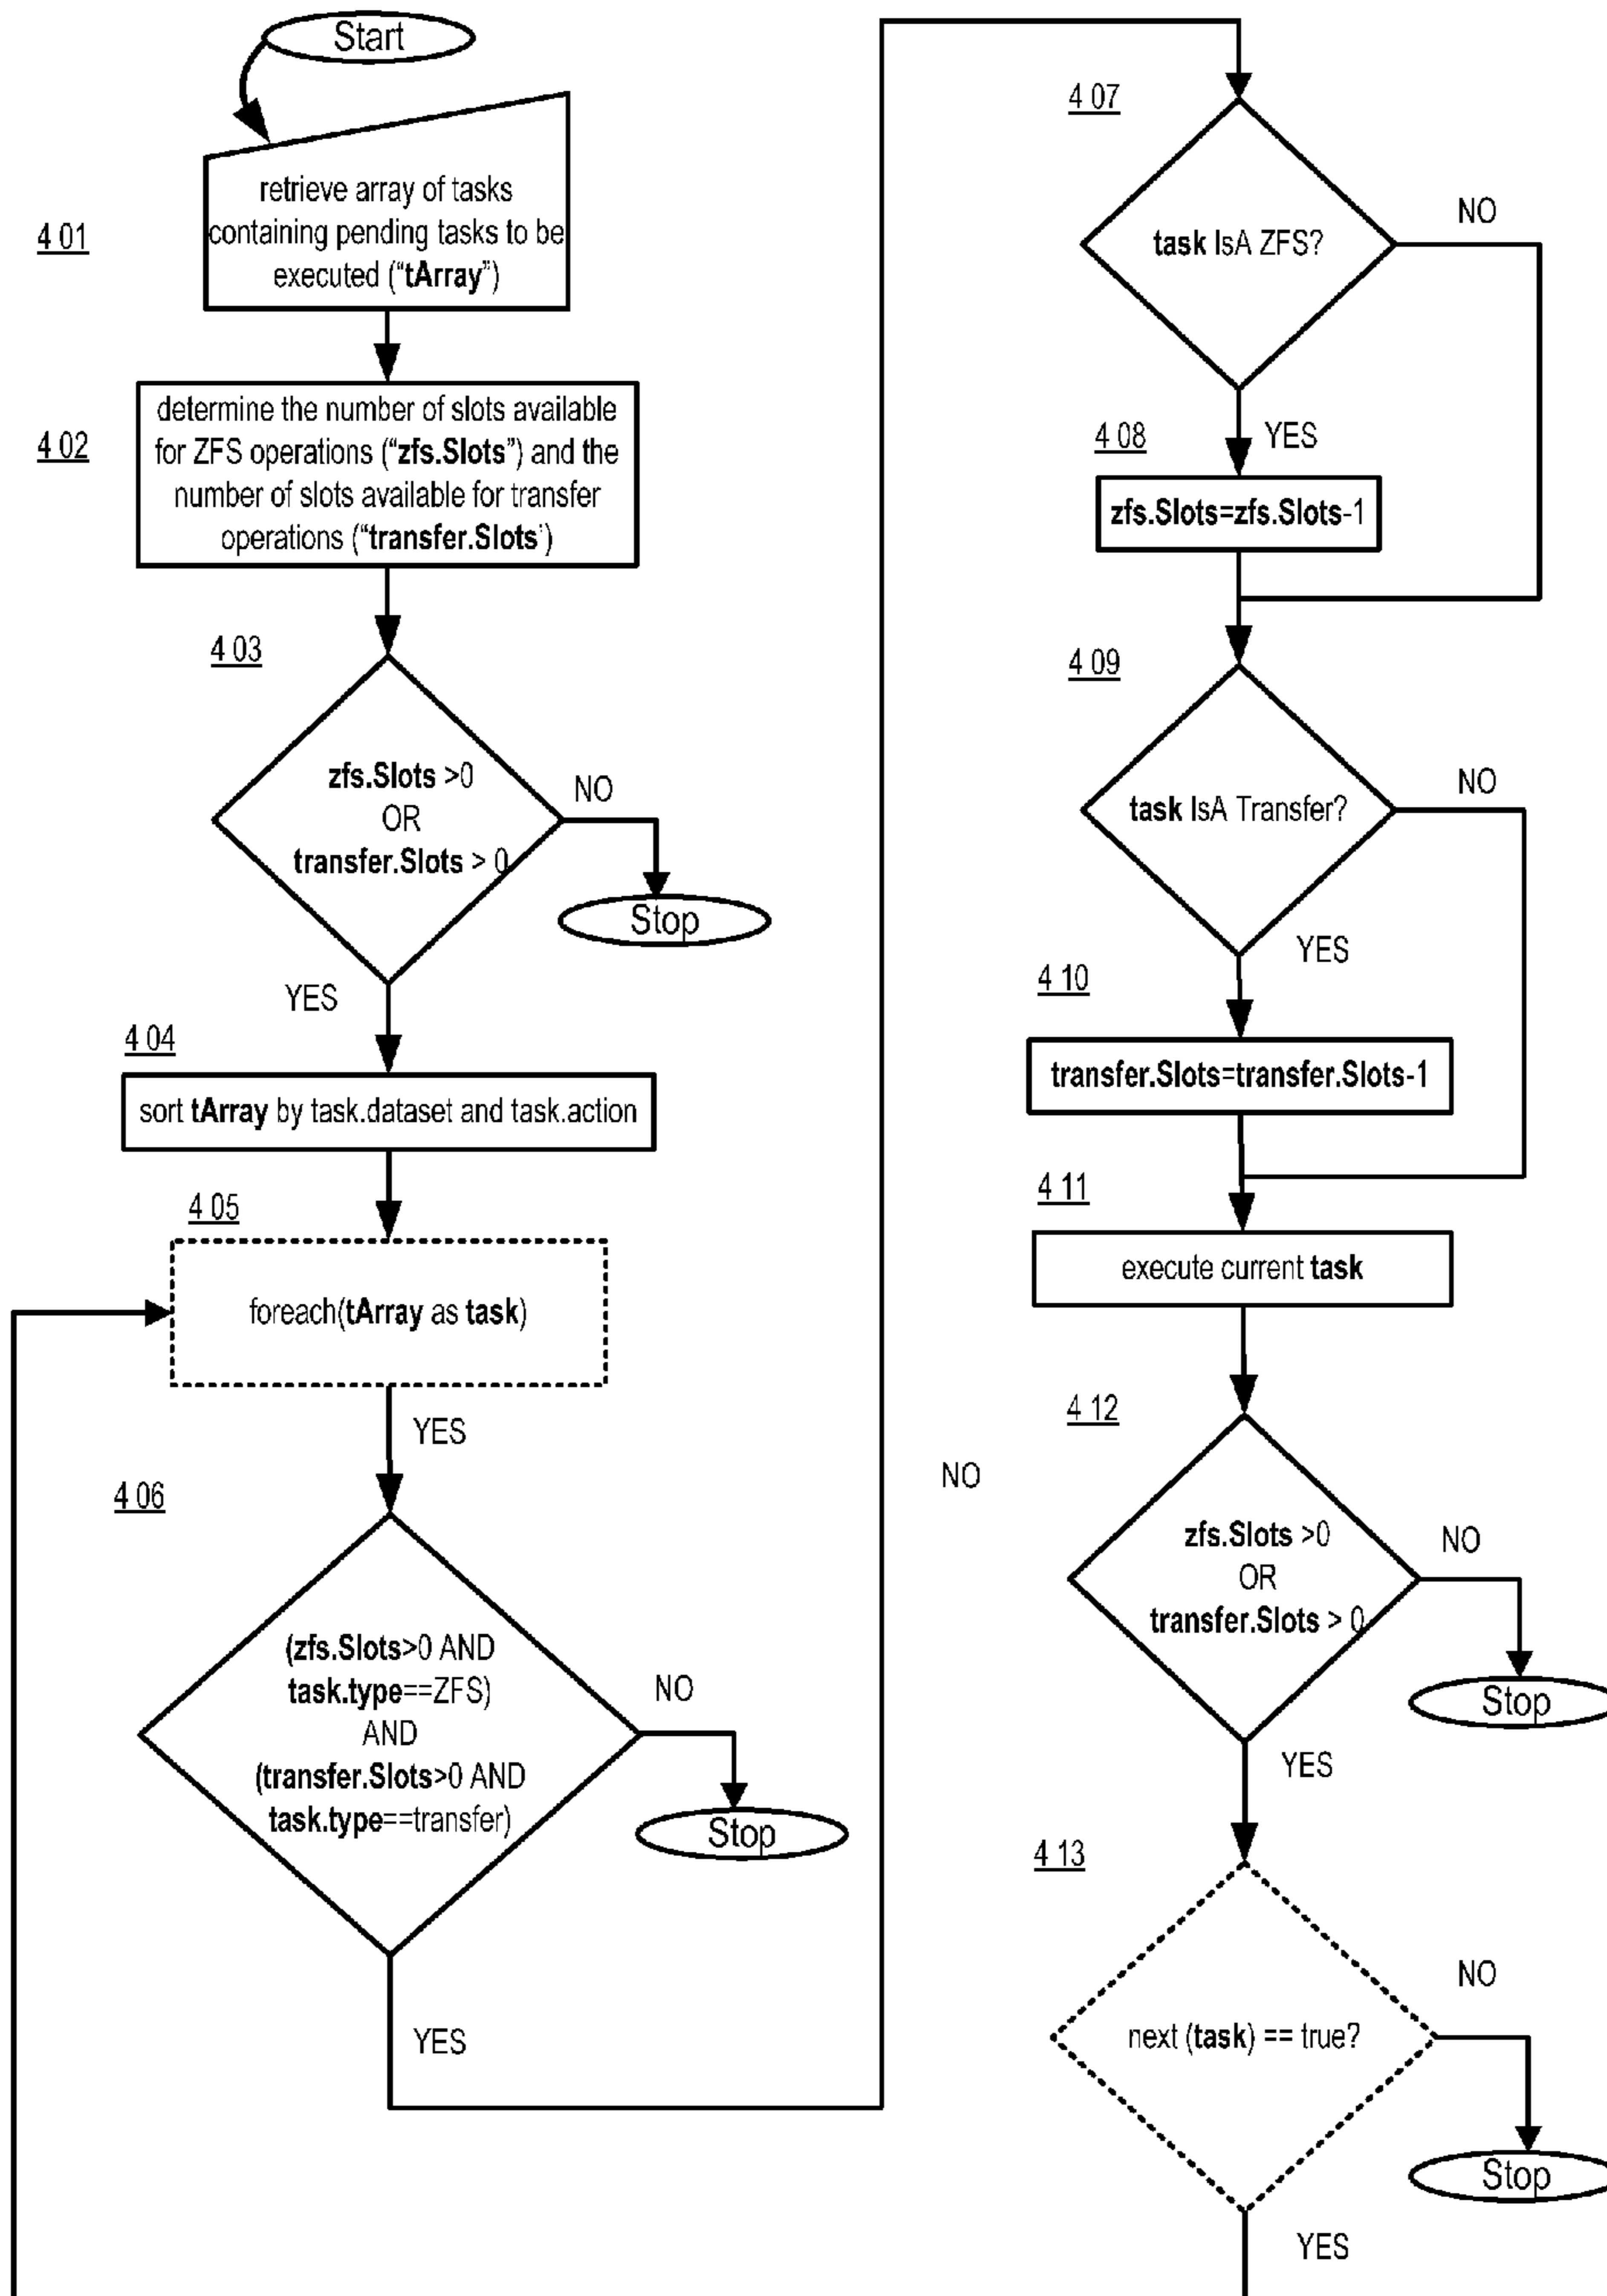 Start
4 01
retrieve array of tasks
containing pending tasks to be
executed ("tArray")
4 02
determine the number of slots available
for ZFS operations ("zfs.Slots") and the
number of slots available for transfer
operations ("transfer.Slots')
4 03
zfs.Slots >0
OR
transfer.Slots > 0
NO
Stop
YES
4 04
sort tArray by task.dataset and task.action
4 05
foreach(tArray as task)
YES
4 06
(zfs.Slots>0 AND
task.type==ZFS)
AND
(transfer.Slots>0 AND
task.type==transfer)
NO
Stop
YES
4 07
task IsA ZFS?
NO
YES
4 08
zfs.Slots=zfs.Slots-1
4 09
task IsA Transfer?
NO
YES
4 10
transfer.Slots=transfer.Slots-1
4 11
execute current task
4 12
NO
zfs.Slots >0
OR
transfer.Slots > 0
NO
Stop
YES
4 13
next (task) == true?
NO
Stop
YES